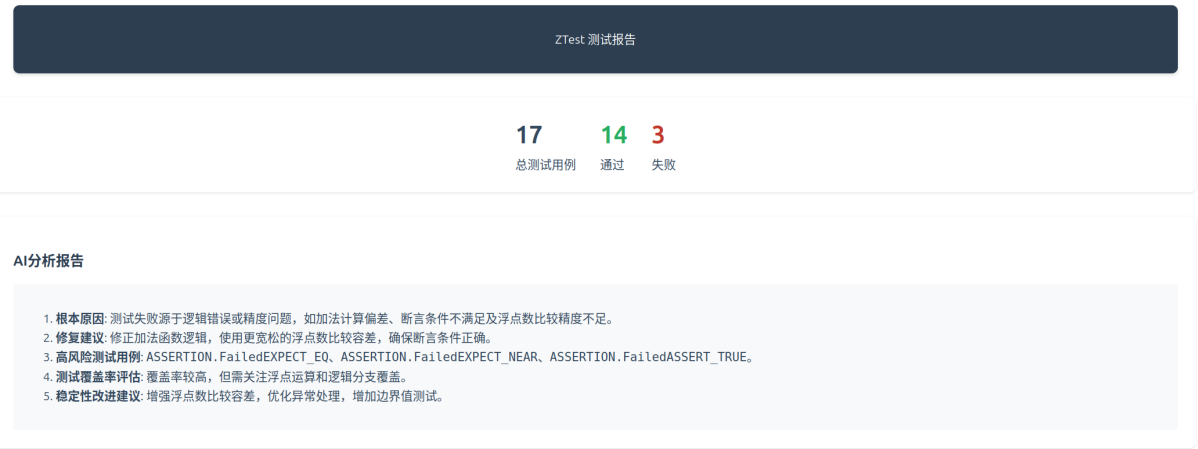 ZTest 测试报告
17
14
3
总测试用例
通过
失败
AI分析报告
1. 根本原因: 测试失败源于逻辑错误或精度问题，如加法计算偏差、断言条件不满足及浮点数比较精度不足。
2. 修复建议: 修正加法函数逻辑，使用更宽松的浮点数比较容差，确保断言条件正确。
3. 高风险测试用例: ASSERTION.FailedEXPECT_EQ、ASSERTION.FailedEXPECT_NEAR、ASSERTION.FailedASSERT_TRUE。
4. 测试覆盖率评估: 覆盖率较高，但需关注浮点运算和逻辑分支覆盖。
5. 稳定性改进建议: 增强浮点数比较容差，优化异常处理，增加边界值测试。